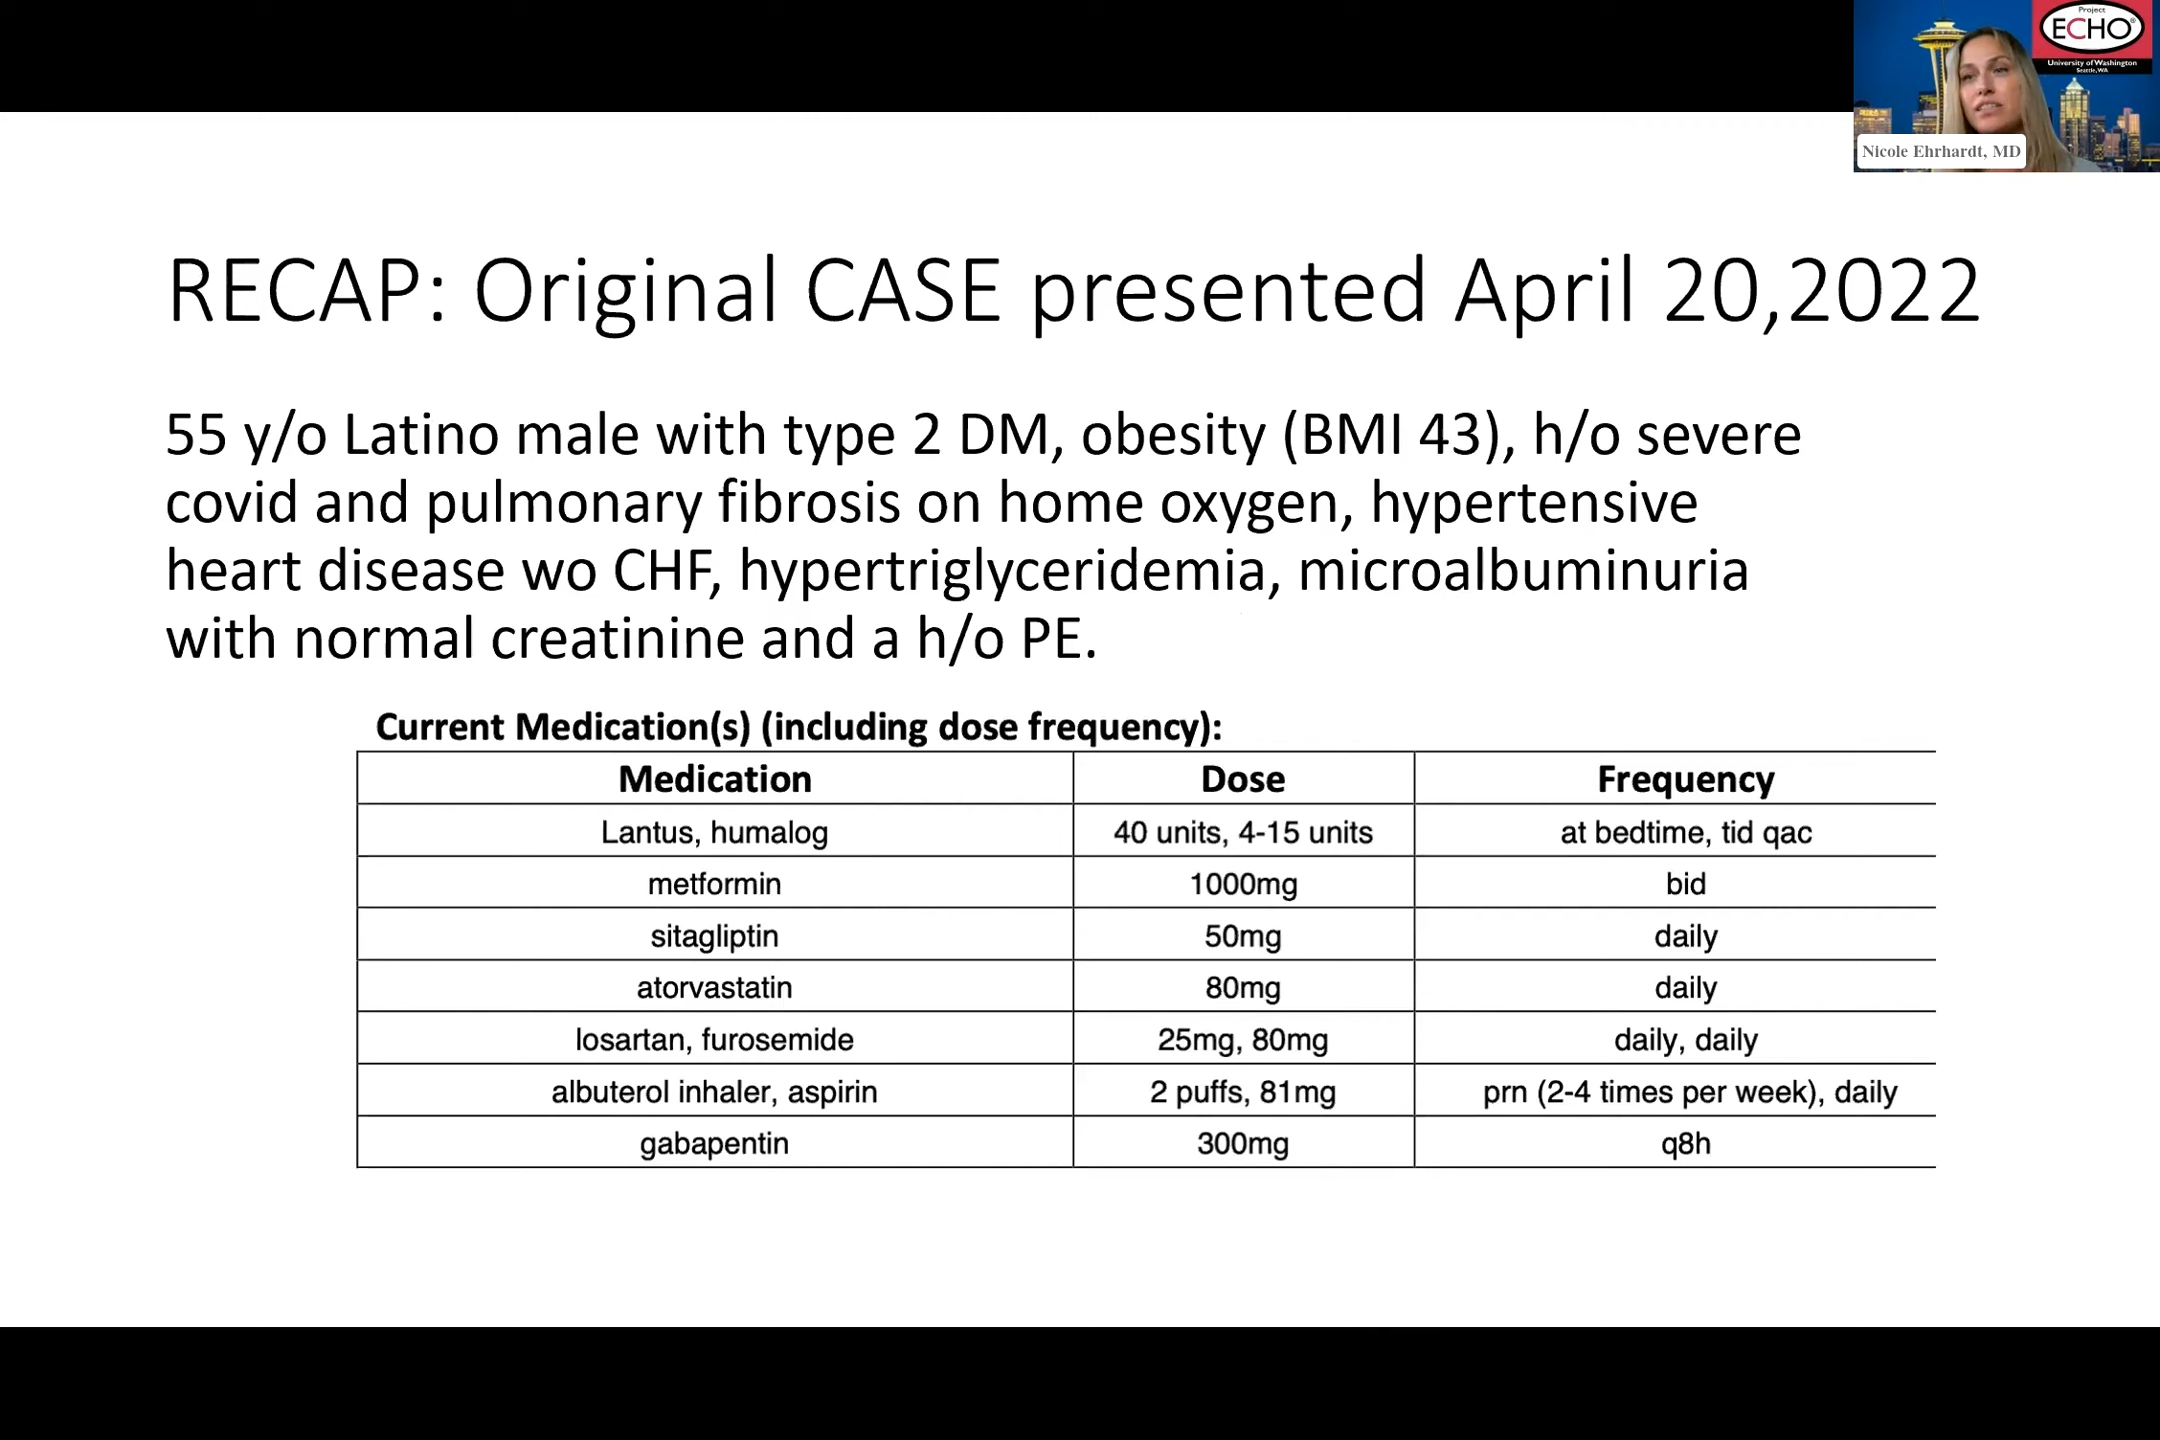 Project
ECHO®
University of Washington
Seattle, WA
Nicole Ehrhardt, MD
RECAP: Original CASE presented April 20,2022
55 y/o Latino male with type 2 DM, obesity (BMI 43), h/o severe
covid and pulmonary fibrosis on home oxygen, hypertensive
heart disease wo CHF, hypertriglyceridemia, microalbuminuria
with normal creatinine and a h/o PE.
Current Medication(s) (including dose frequency):
Medication Dose Frequency
Lantus, humalog 40 units, 4-15 units at bedtime, tid qac
metformin 1000mg bid
sitagliptin 50mg daily
atorvastatin 80mg daily
losartan, furosemide 25mg, 80mg daily, daily
albuterol inhaler, aspirin 2 puffs, 81mg prn (2-4 times per week), daily
gabapentin 300mg q8h